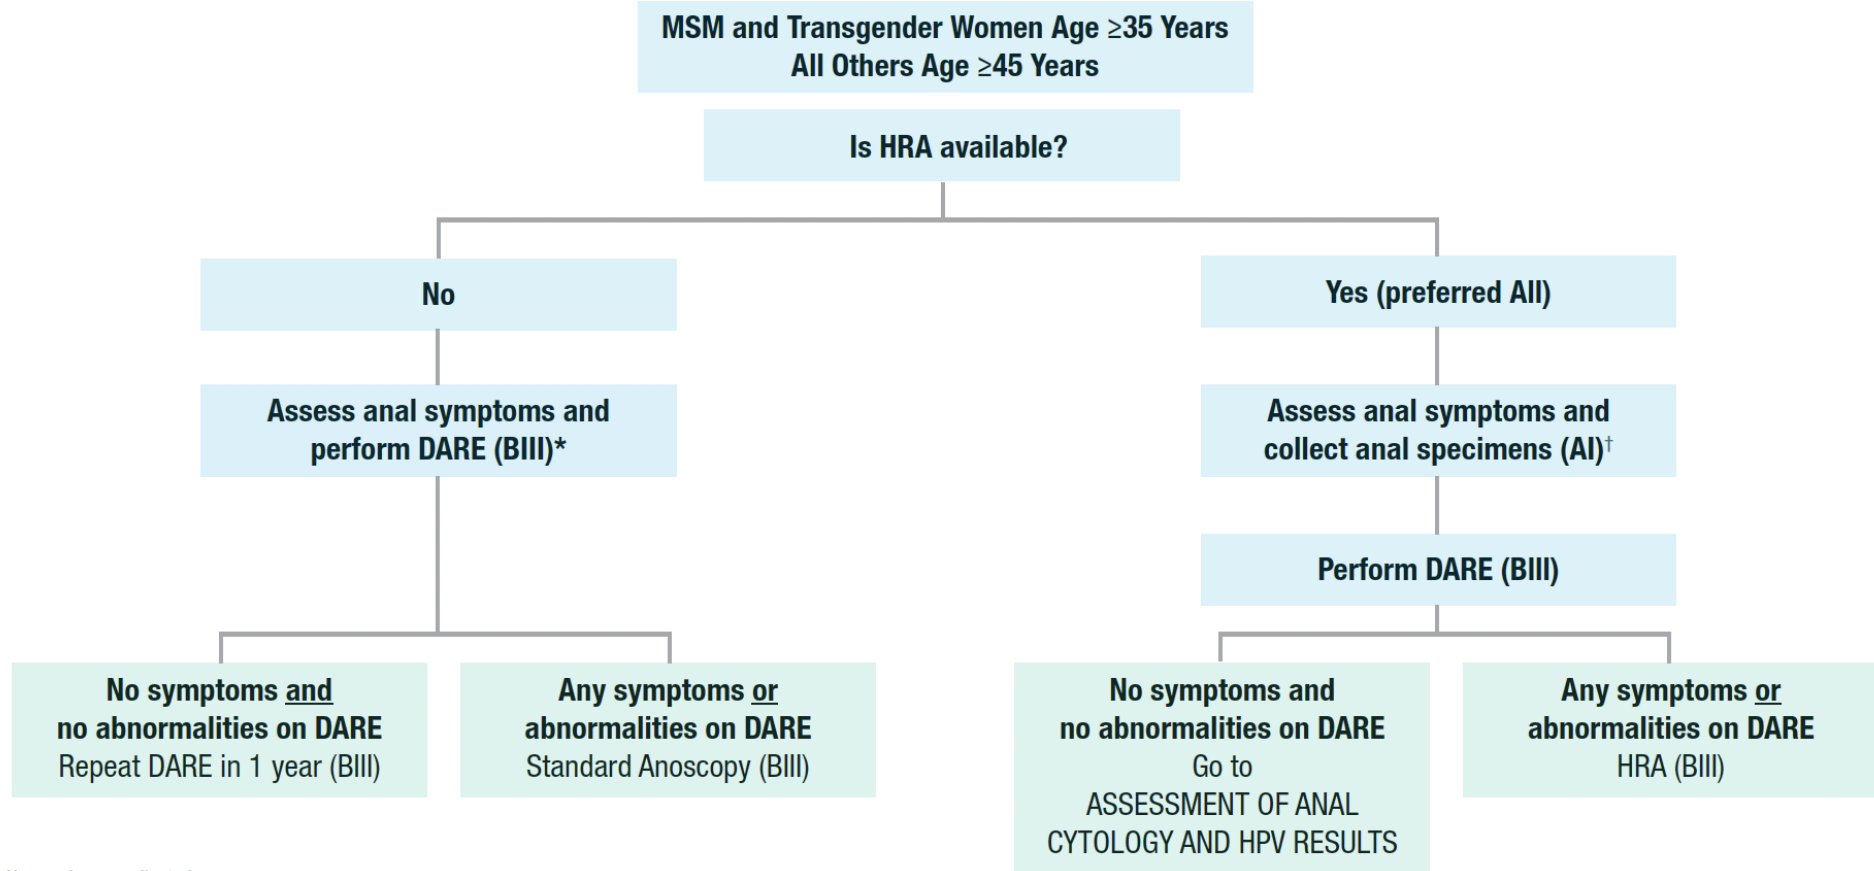 MSM and Transgender Women Age ≥35 Years
All Others Age ≥45 Years
Is HRA available?
No
Yes (preferred AII)
Assess anal symptoms and
perform DARE (BIII)*
Assess anal symptoms and
collect anal specimens (AI)†
Perform DARE (BIII)
No symptoms and
no abnormalities on DARE
Repeat DARE in 1 year (BIII)
Any symptoms or
abnormalities on DARE
Standard Anoscopy (BIII)
No symptoms and
no abnormalities on DARE
Go to
ASSESSMENT OF ANAL
CYTOLOGY AND HPV RESULTS
Any symptoms or
abnormalities on DARE
HRA (BIII)